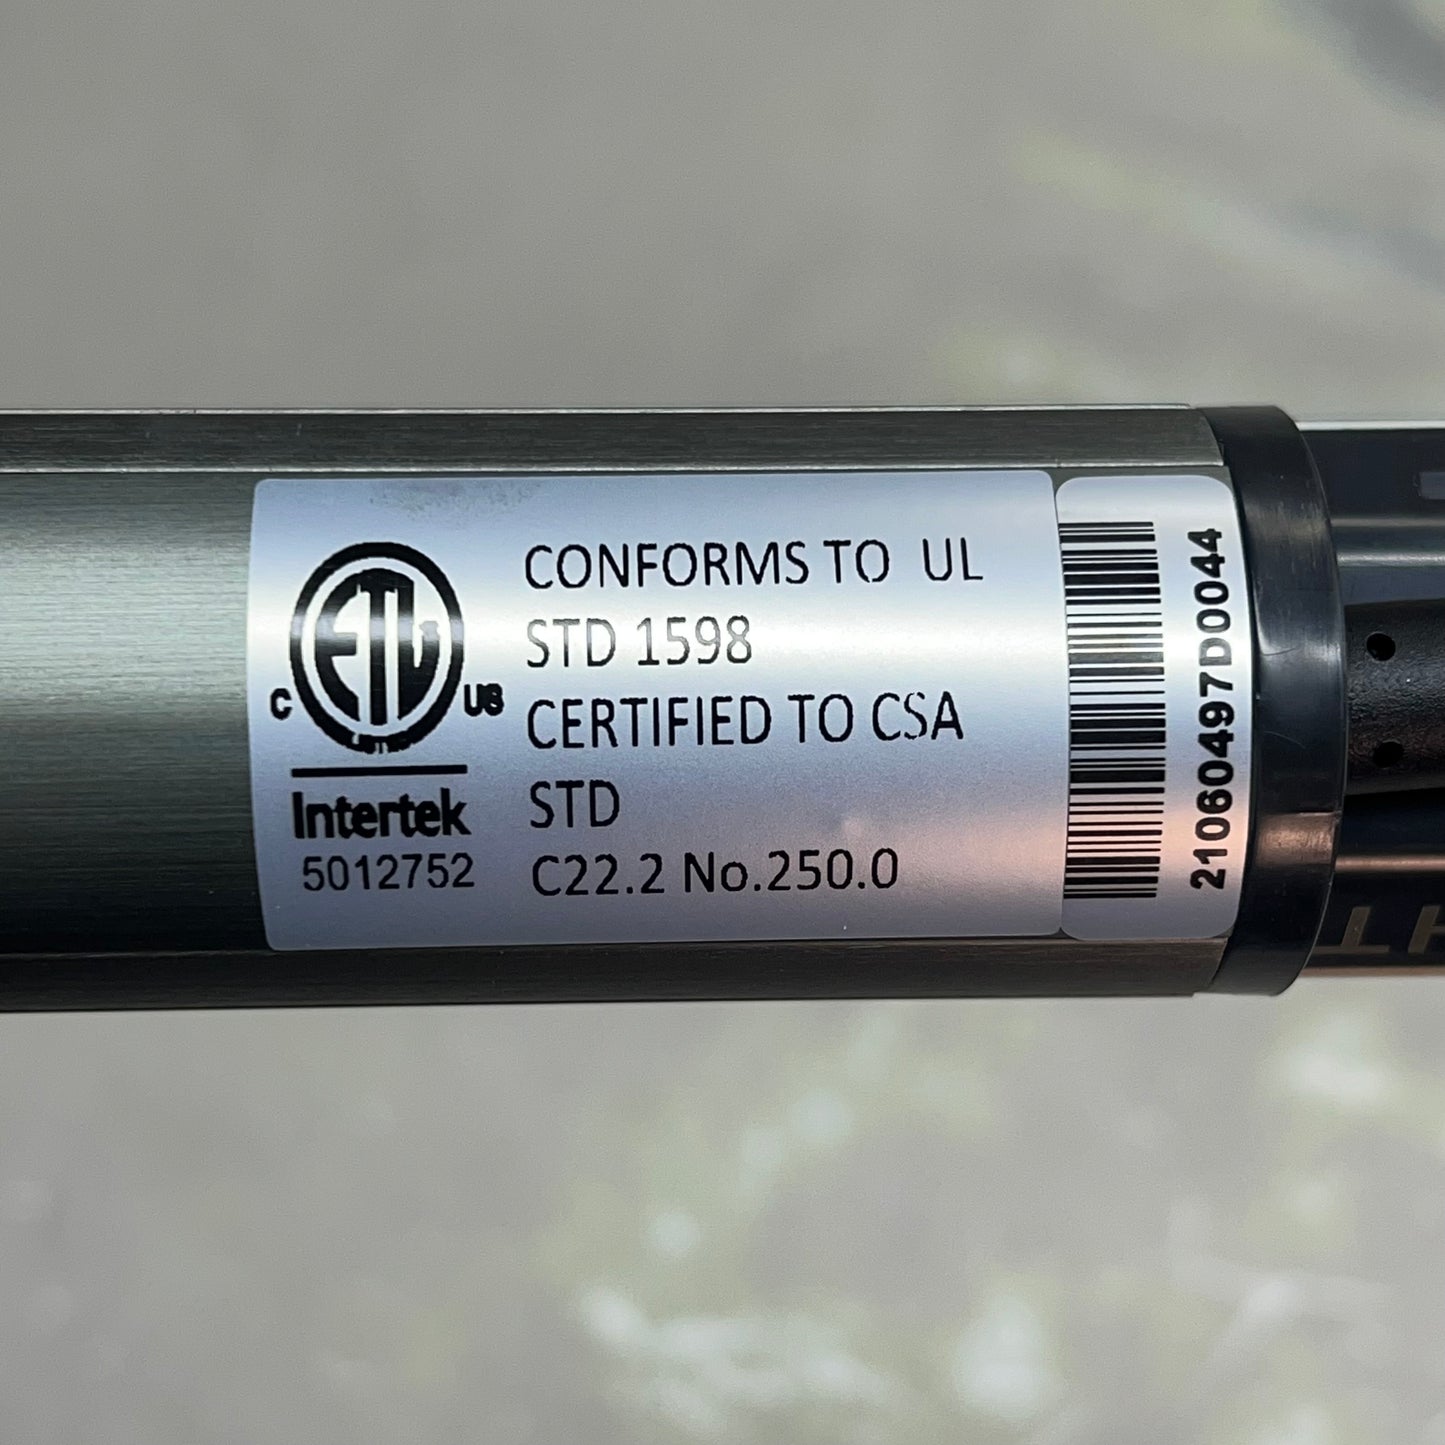 ETL
C US
LISTED
Intertek
5012752
CONFORMS TO UL
STD 1598
CERTIFIED TO CSA
STD
C22.2 No.250.0
21060497D0044